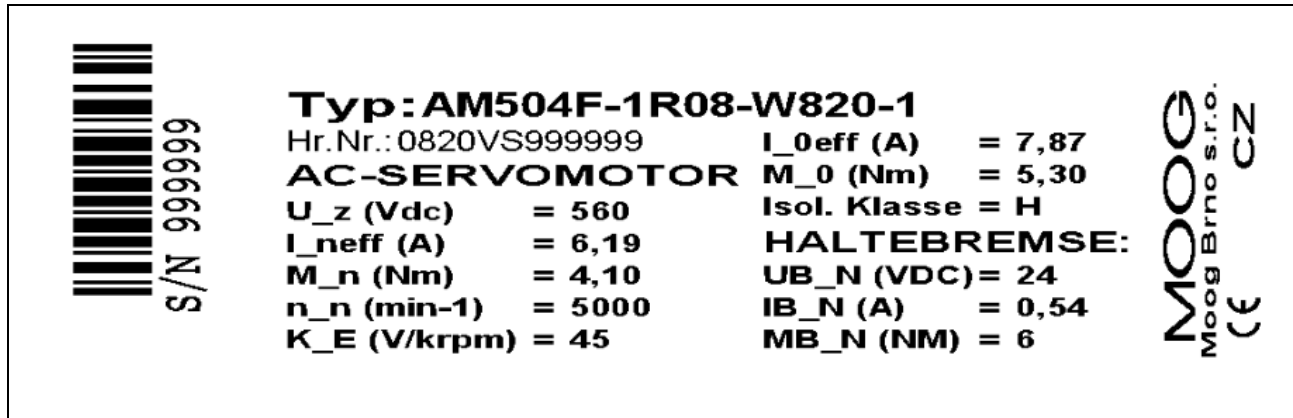 S/N 9999999
Typ: AM504F-1R08-W820-1
Hr.Nr.: 0820VS999999
AC-SERVOMOTOR
U_z (Vdc) = 560
I_neff (A) = 6,19
M_n (Nm) = 4,10
n_n (min-1) = 5000
K_E (V/krpm) = 45
I_0eff (A) = 7,87
M_0 (Nm) = 5,30
Isol. Klasse = H
HALTEBREMSE:
UB_N (VDC) = 24
IB_N (A) = 0,54
MB_N (NM) = 6
MOOG
Moog Brno s.r.o.
CE CZ